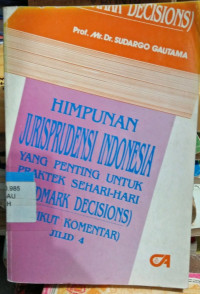 DECISIONS)
Prof. Mr. Dr. SUDARGO GAUTAMA
HIMPUNAN
JURISPRUDENSI INDONESIA
YANG PENTING UNTUK
PRAKTEK SEHARI-HARI
DMARK DECISIONS)
IKUT KOMENTAR)
JILID 4